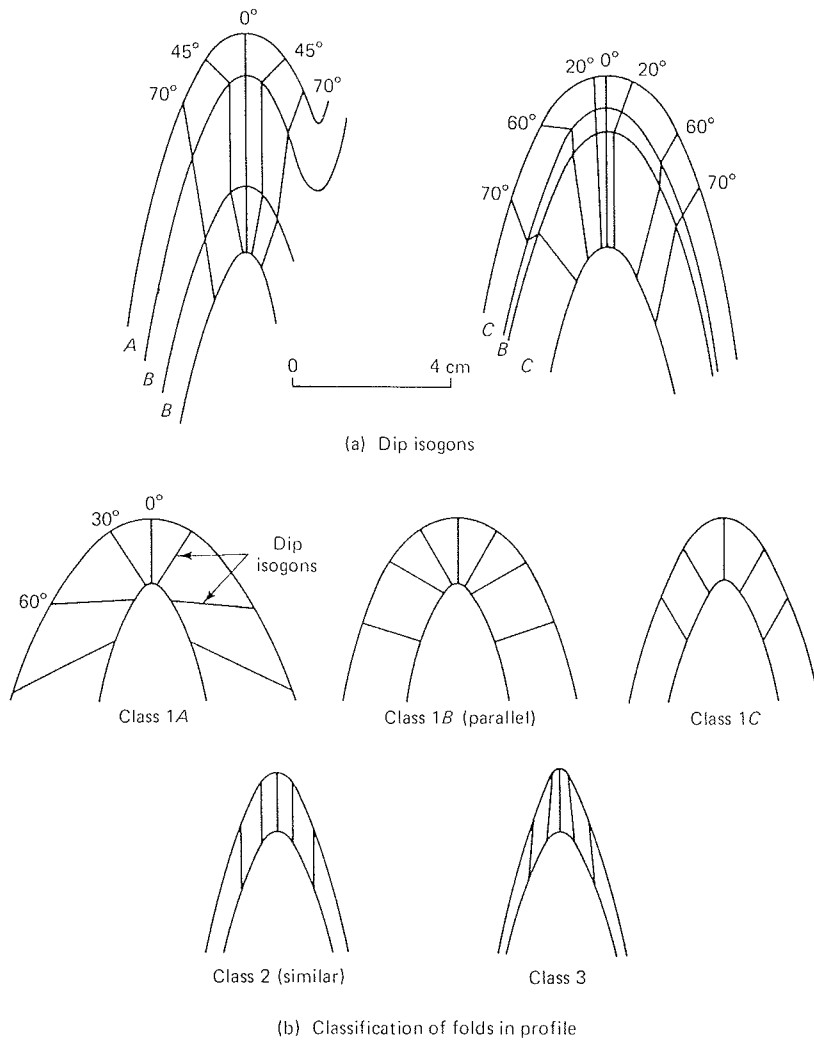 0°
45° 45°
70° 70°
A
B
B
20° 0° 20°
60° 60°
70° 70°
C
B
C
0 4 cm
(a) Dip isogons
0°
30°
60°
Dip
isogons
Class 1A
Class 1B (parallel)
Class 1C
Class 2 (similar)
Class 3
(b) Classification of folds in profile